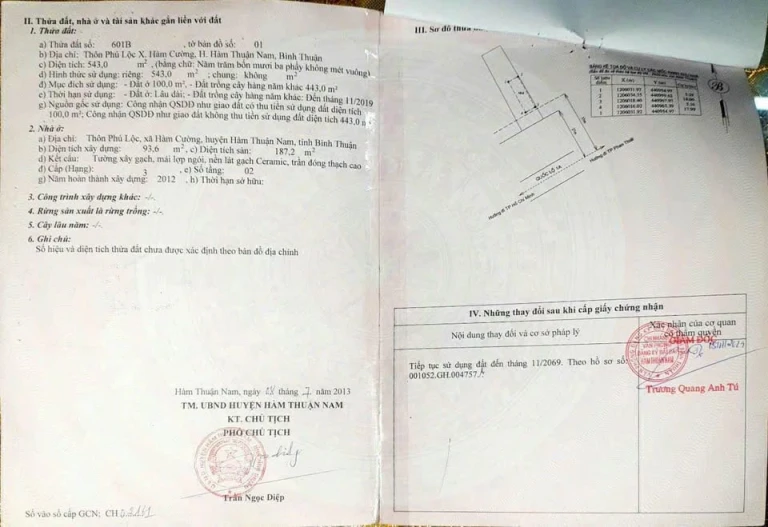 II. Thửa đất, nhà ở và tài sản khác gắn liền với đất
1. Thửa đất:
a) Thửa đất số: 601B , tờ bản đồ số: 01
b) Địa chỉ: Thôn Phú Lộc X. Hàm Cường, H. Hàm Thuận Nam, Bình Thuận
c) Diện tích: 543,0 m², (bằng chữ: Năm trăm bốn mươi ba phẩy không mét vuông)
d) Hình thức sử dụng: riêng: 543,0 m²; chung: không m²
đ) Mục đích sử dụng: - Đất ở 100,0 m², - Đất trồng cây hàng năm khác 443,0 m²
e) Thời hạn sử dụng: - Đất ở: Lâu dài; - Đất trồng cây hàng năm khác: Đến tháng 11/2019
g) Nguồn gốc sử dụng: Công nhận QSDĐ như giao đất có thu tiền sử dụng đất diện tích
100,0 m²; Công nhận QSDĐ như giao đất không thu tiền sử dụng đất diện tích 443,0 m²
2. Nhà ở:
a) Địa chỉ: Thôn Phú Lộc, xã Hàm Cường, huyện Hàm Thuận Nam, tỉnh Bình Thuận
b) Diện tích xây dựng: 93,6 m², c) Diện tích sàn: 187,2 m²
d) Kết cấu: Tường xây gạch, mái lợp ngói, nền lát gạch Ceramic, trần đóng thạch cao
đ) Cấp (Hạng): 3 , e) Số tầng: 02
g) Năm hoàn thành xây dựng: 2012 , h) Thời hạn sở hữu:
3. Công trình xây dựng khác: -/-
4. Rừng sản xuất là rừng trồng: -/-
5. Cây lâu năm: -/-
6. Ghi chú:
Số hiệu và diện tích thửa đất chưa được xác định theo bản đồ địa chính
Hàm Thuận Nam, ngày tháng 7 năm 2013
TM. UBND HUYỆN HÀM THUẬN NAM
KT. CHỦ TỊCH
PHÓ CHỦ TỊCH
Trần Ngọc Diệp
Số vào sổ cấp GCN: CH
III. Sơ đồ thửa
B
QUỐC LỘ 1A
Hướng đi TP Hồ Chí Minh
Hướng đi TP Phan Thiết
IV. Những thay đổi sau khi cấp giấy chứng nhận
Nội dung thay đổi và cơ sở pháp lý
Xác nhận của cơ quan
có thẩm quyền
GIÁM ĐỐC
Tiếp tục sử dụng đất đến tháng 11/2069. Theo hồ sơ số:
001052.GH.004757./.
Trương Quang Anh Tú